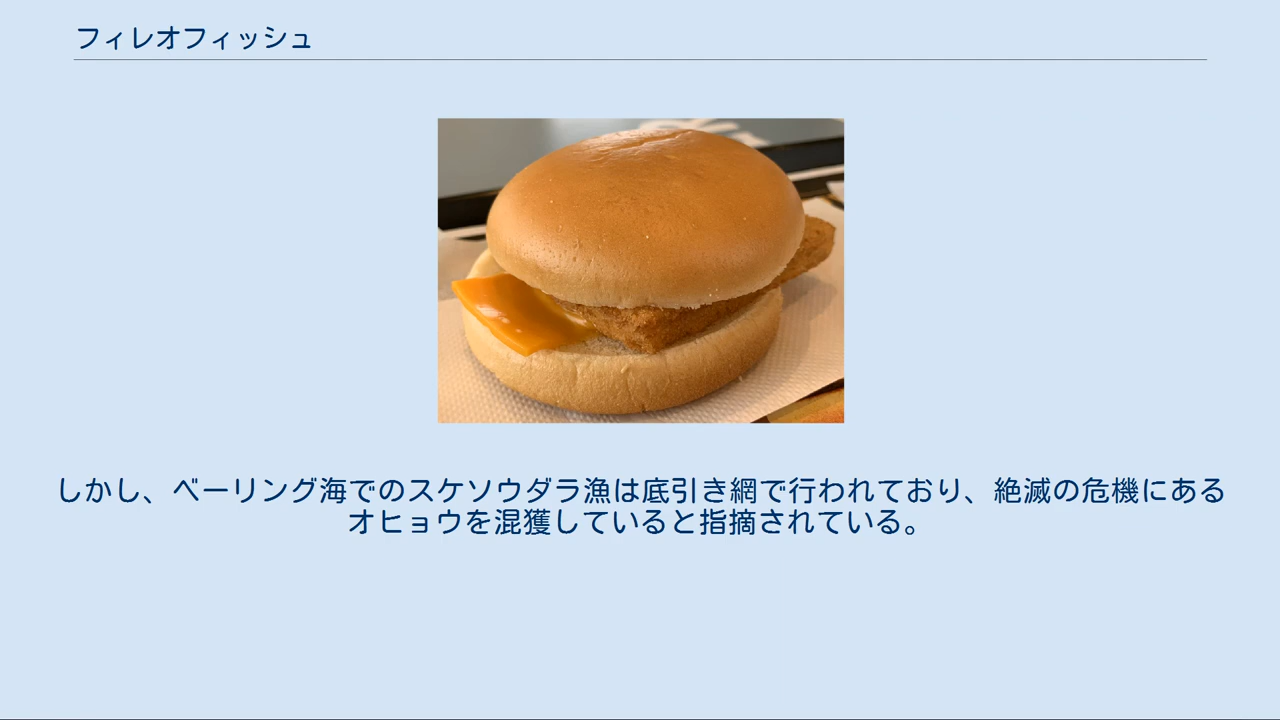 フィレオフィッシュ
しかし、ベーリング海でのスケソウダラ漁は底引き網で行われており、絶滅の危機にある
オヒョウを混獲していると指摘されている。